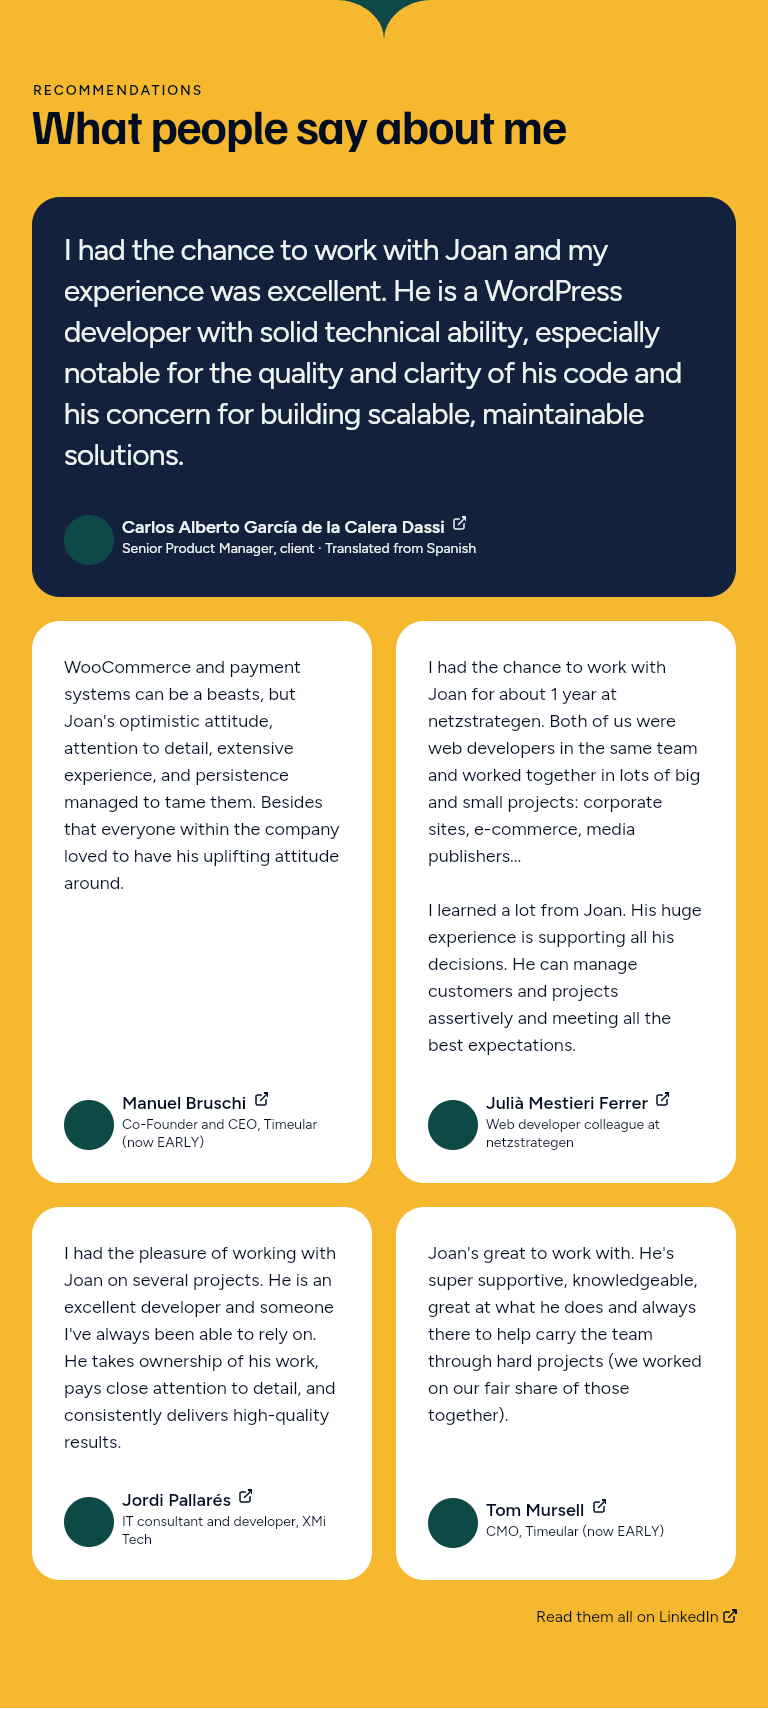 RECOMMENDATIONS
What people say about me
I had the chance to work with Joan and my
experience was excellent. He is a WordPress
developer with solid technical ability, especially
notable for the quality and clarity of his code and
his concern for building scalable, maintainable
solutions.
Carlos Alberto García de la Calera Dassi
Senior Product Manager, client · Translated from Spanish
WooCommerce and payment
systems can be a beasts, but
Joan's optimistic attitude,
attention to detail, extensive
experience, and persistence
managed to tame them. Besides
that everyone within the company
loved to have his uplifting attitude
around.
Manuel Bruschi
Co-Founder and CEO, Timeular
(now EARLY)
I had the chance to work with
Joan for about 1 year at
netzstrategen. Both of us were
web developers in the same team
and worked together in lots of big
and small projects: corporate
sites, e-commerce, media
publishers...
I learned a lot from Joan. His huge
experience is supporting all his
decisions. He can manage
customers and projects
assertively and meeting all the
best expectations.
Julià Mestieri Ferrer
Web developer colleague at
netzstrategen
I had the pleasure of working with
Joan on several projects. He is an
excellent developer and someone
I've always been able to rely on.
He takes ownership of his work,
pays close attention to detail, and
consistently delivers high-quality
results.
Jordi Pallarés
IT consultant and developer, XMi
Tech
Joan's great to work with. He's
super supportive, knowledgeable,
great at what he does and always
there to help carry the team
through hard projects (we worked
on our fair share of those
together).
Tom Mursell
CMO, Timeular (now EARLY)
Read them all on LinkedIn